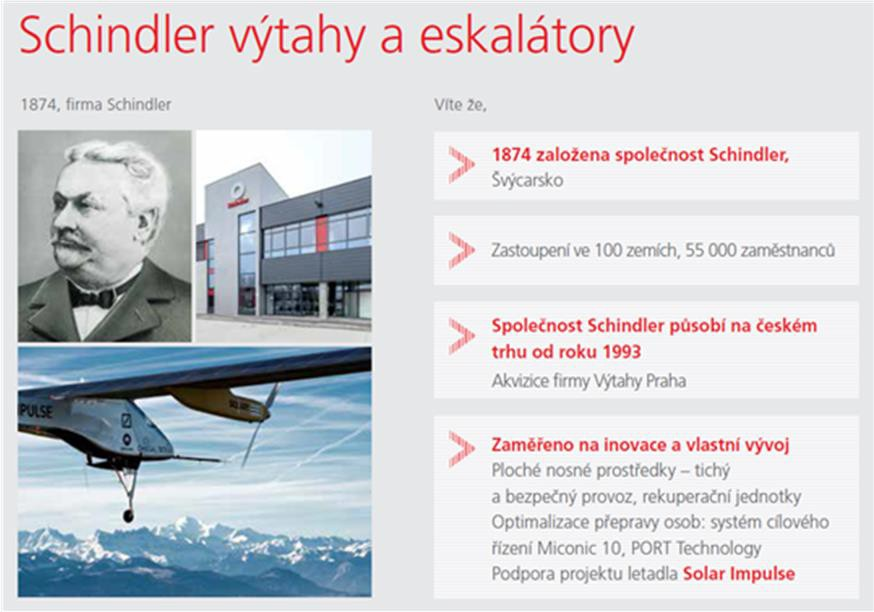 Schindler výtahy a eskalátory
1874, firma Schindler
Víte že,
1874 založena společnost Schindler,
Švýcarsko
Zastoupení ve 100 zemích, 55 000 zaměstnanců
Společnost Schindler působí na českém
trhu od roku 1993
Akvizice firmy Výtahy Praha
Zaměřeno na inovace a vlastní vývoj
Ploché nosné prostředky – tichý
a bezpečný provoz, rekuperační jednotky
Optimalizace přepravy osob: systém cílového
řízení Miconic 10, PORT Technology
Podpora projektu letadla Solar Impulse
PULSE